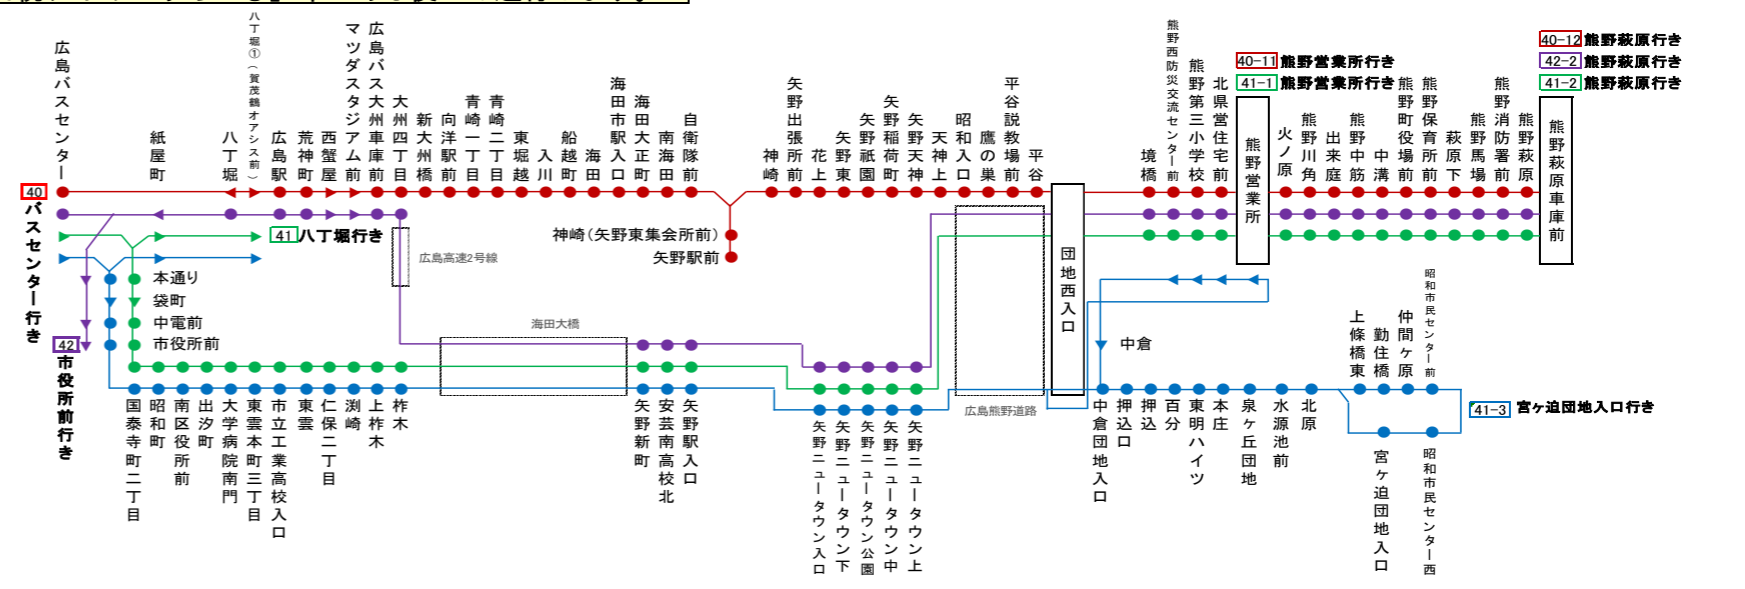 広島バスセンター
紙屋町
八丁堀
八丁堀①（賀茂鶴オアシス前）
広島駅
荒神町
西蟹屋
マツダスタジアム前
広島バス大州車庫前
大州四丁目
新大州橋
向洋駅前
青崎一丁目
青崎二丁目
東堀越
入川
船越町
海田
海田市駅入口
海田大正町
南海田
自衛隊前
神崎
矢野出張所前
花上
矢野東
矢野祇園
矢野稲荷町
矢野天神
天神上
昭和入口
鷹の巣
平谷説教場前
平谷
境橋
熊野西防災交流センター前
熊野第三小学校
北県営住宅前
40-11 熊野営業所行き
41-1 熊野営業所行き
熊野営業所
火ノ原
熊野川角
出来庭
熊野中筋
中溝
熊野町役場前
熊野保育所前
萩原下
熊野馬場
熊野消防署前
熊野萩原
40-12 熊野萩原行き
42-2 熊野萩原行き
41-2 熊野萩原行き
熊野萩原車庫前
40
バスセンター行き
41 八丁堀行き
42
市役所前行き
神崎（矢野東集会所前）
矢野駅前
広島高速2号線
海田大橋
広島熊野道路
団地西入口
本通り
袋町
中電前
市役所前
国泰寺町二丁目
昭和町
南区役所前
出汐町
大学病院南門
東雲本町三丁目
市立工業高校入口
東雲
仁保二丁目
渕崎
上柞木
柞木
矢野新町
安芸南高校北
矢野駅入口
矢野ニュータウン入口
矢野ニュータウン下
矢野ニュータウン公園
矢野ニュータウン中
矢野ニュータウン上
中倉
中倉団地入口
押込口
押込
百分
東明ハイツ
本庄
泉ヶ丘団地
水源池前
北原
上條橋東
勤住橋
仲間ヶ原
昭和市民センター前
41-3 宮ヶ迫団地入口行き
宮ヶ迫団地入口
昭和市民センター西